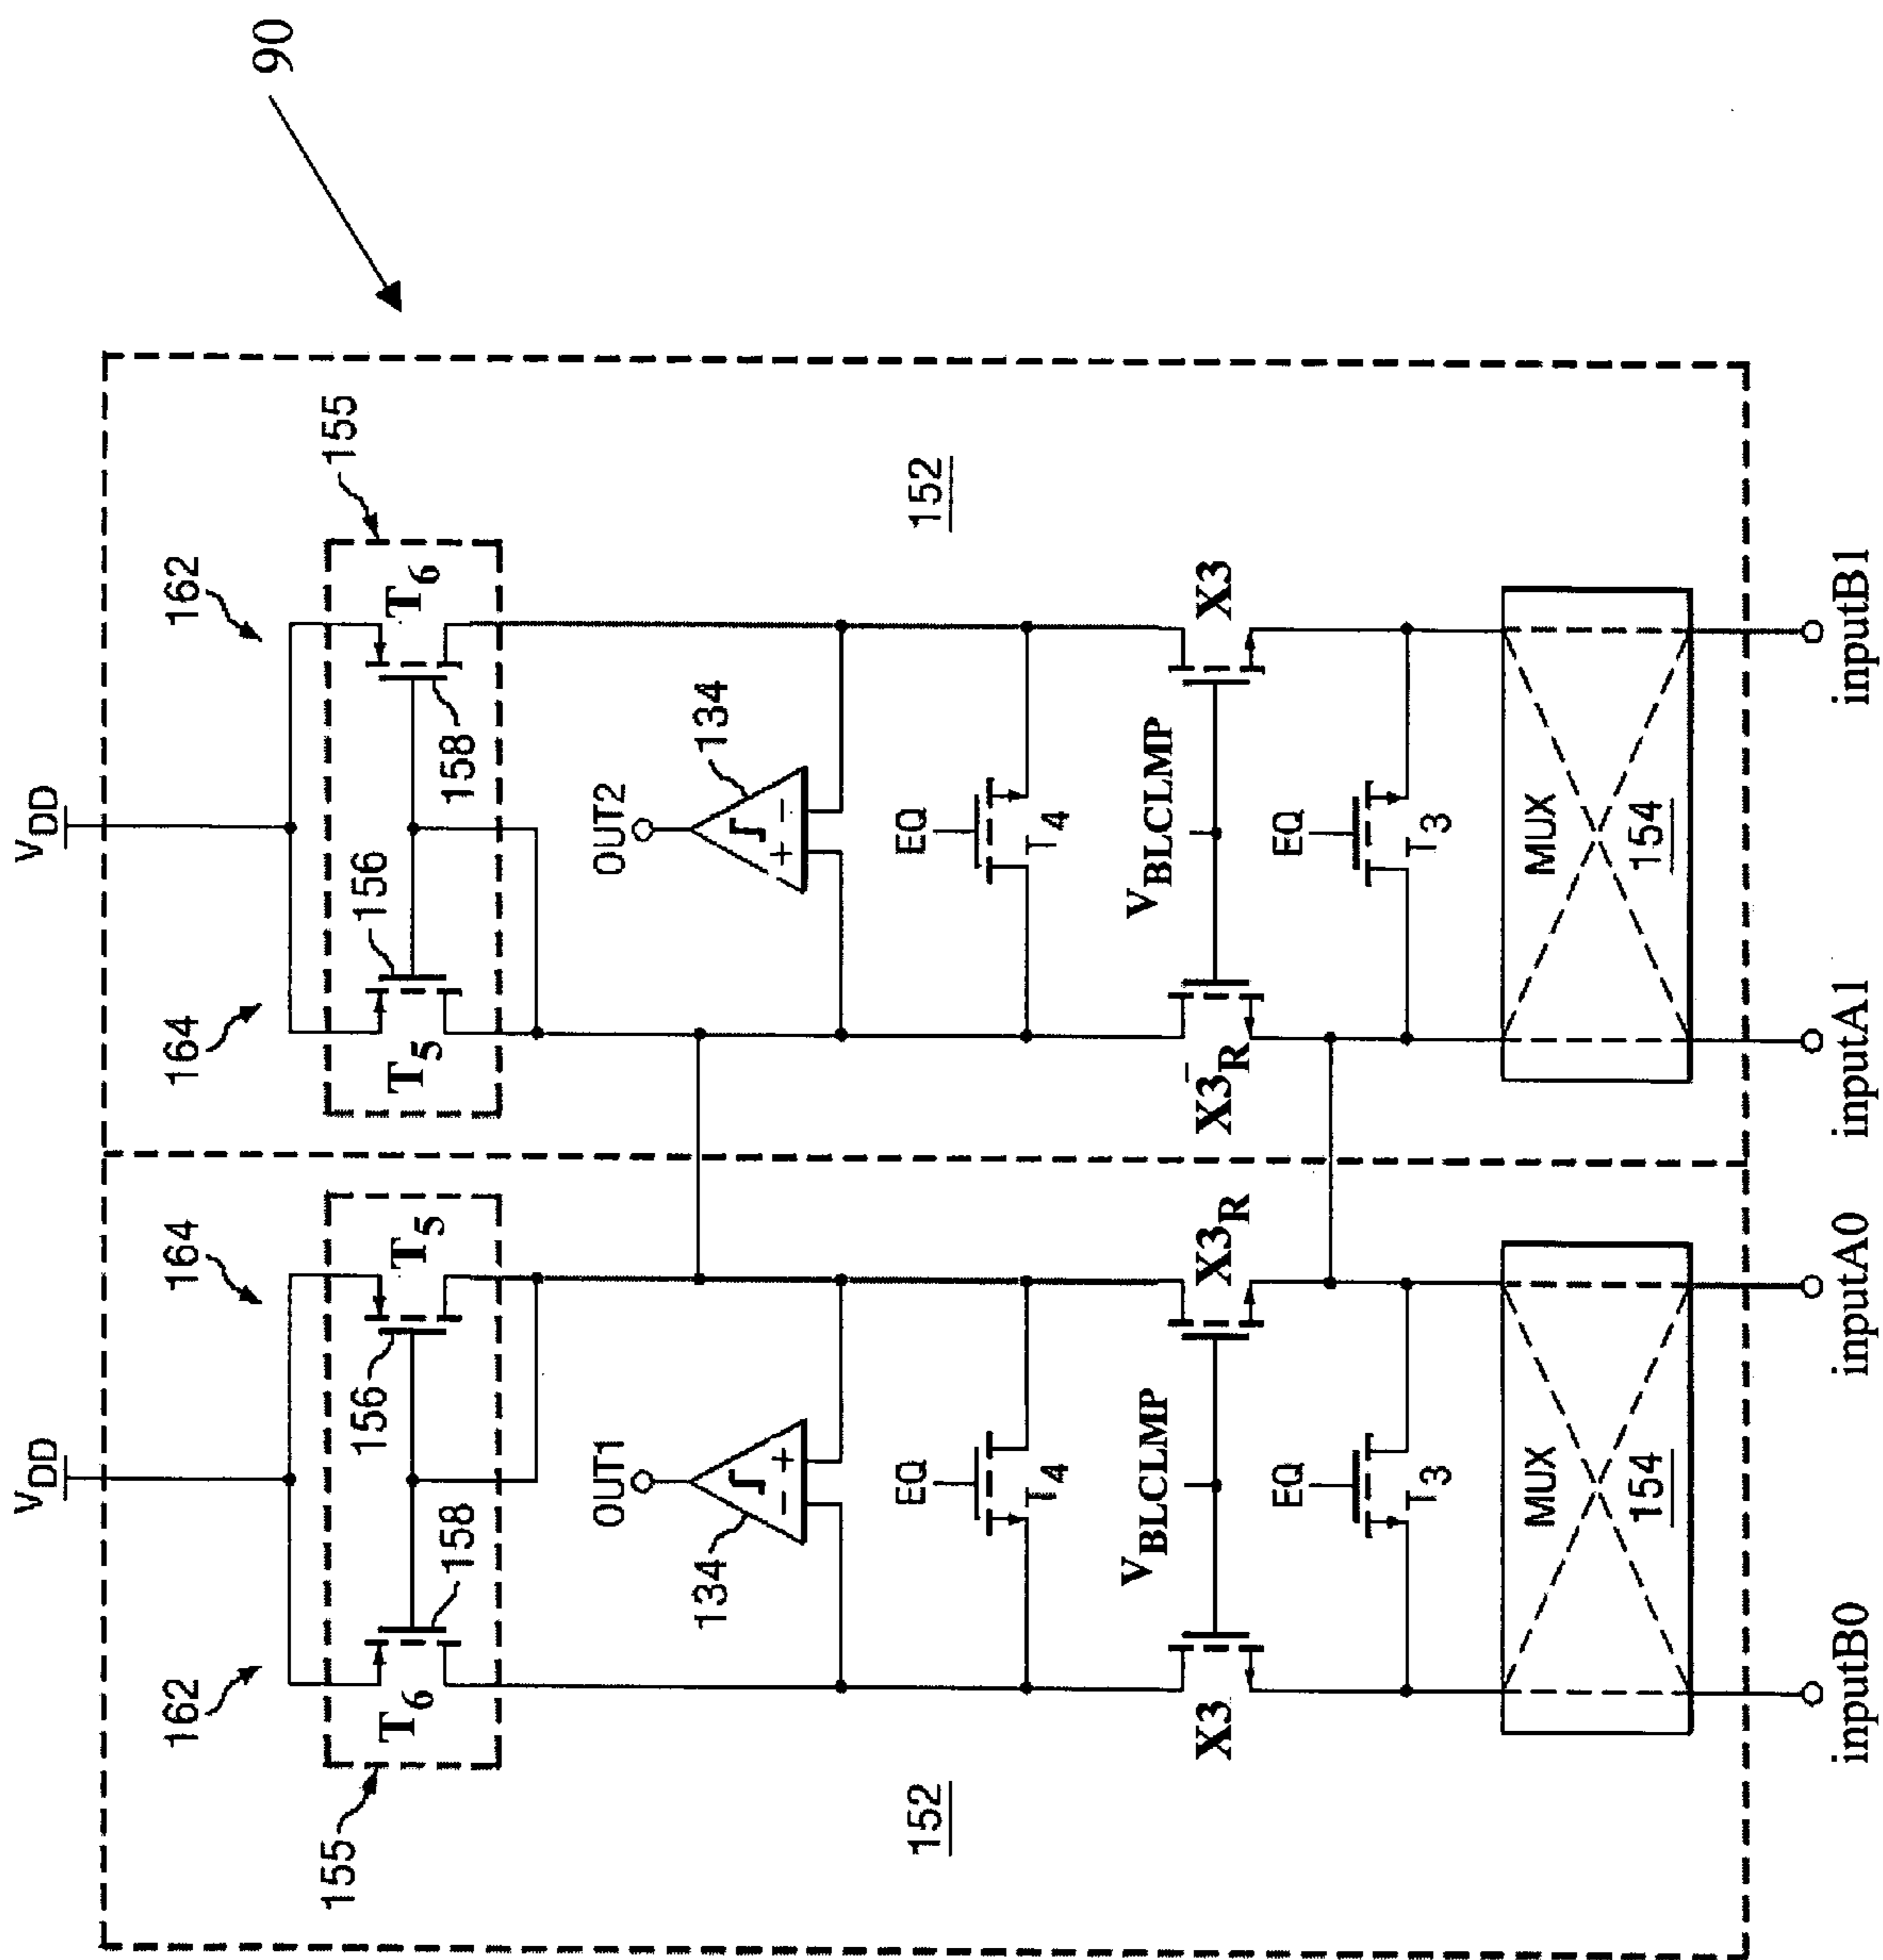 90
V_DD
V_DD
162
164
164
162
155
155
T_6
T_5
T_5
T_6
158
156
156
158
OUT1
OUT2
134
134
- +
+ -
EQ
EQ
T_4
T_4
152
152
V_BLCLMP
V_BLCLMP
X3
X3_R
X3_R
X3
EQ
EQ
T_3
T_3
MUX
154
MUX
154
inputB0
inputA0
inputA1
inputB1